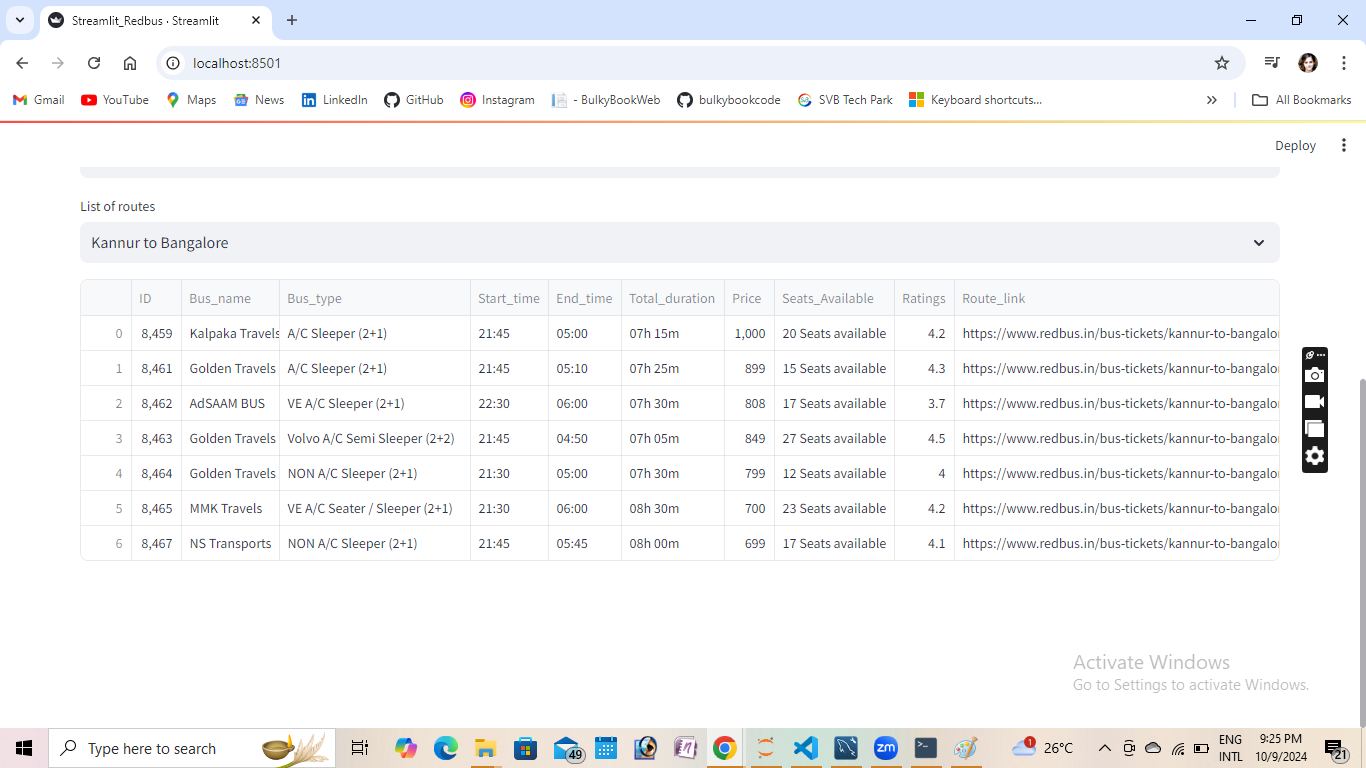 Streamlit_Redbus · Streamlit
localhost:8501
Gmail YouTube Maps News LinkedIn GitHub Instagram - BulkyBookWeb bulkybookcode SVB Tech Park Keyboard shortcuts... » All Bookmarks
Deploy
List of routes
Kannur to Bangalore
ID Bus_name Bus_type Start_time End_time Total_duration Price Seats_Available Ratings Route_link
0 8,459 Kalpaka Travels A/C Sleeper (2+1) 21:45 05:00 07h 15m 1,000 20 Seats available 4.2 https://www.redbus.in/bus-tickets/kannur-to-bangalo
1 8,461 Golden Travels A/C Sleeper (2+1) 21:45 05:10 07h 25m 899 15 Seats available 4.3 https://www.redbus.in/bus-tickets/kannur-to-bangalo
2 8,462 AdSAAM BUS VE A/C Sleeper (2+1) 22:30 06:00 07h 30m 808 17 Seats available 3.7 https://www.redbus.in/bus-tickets/kannur-to-bangalo
3 8,463 Golden Travels Volvo A/C Semi Sleeper (2+2) 21:45 04:50 07h 05m 849 27 Seats available 4.5 https://www.redbus.in/bus-tickets/kannur-to-bangalo
4 8,464 Golden Travels NON A/C Sleeper (2+1) 21:30 05:00 07h 30m 799 12 Seats available 4 https://www.redbus.in/bus-tickets/kannur-to-bangalo
5 8,465 MMK Travels VE A/C Seater / Sleeper (2+1) 21:30 06:00 08h 30m 700 23 Seats available 4.2 https://www.redbus.in/bus-tickets/kannur-to-bangalo
6 8,467 NS Transports NON A/C Sleeper (2+1) 21:45 05:45 08h 00m 699 17 Seats available 4.1 https://www.redbus.in/bus-tickets/kannur-to-bangalo
Activate Windows
Go to Settings to activate Windows.
Type here to search 49 zm 1 26°C ENG 9:25 PM
INTL 10/9/2024 21